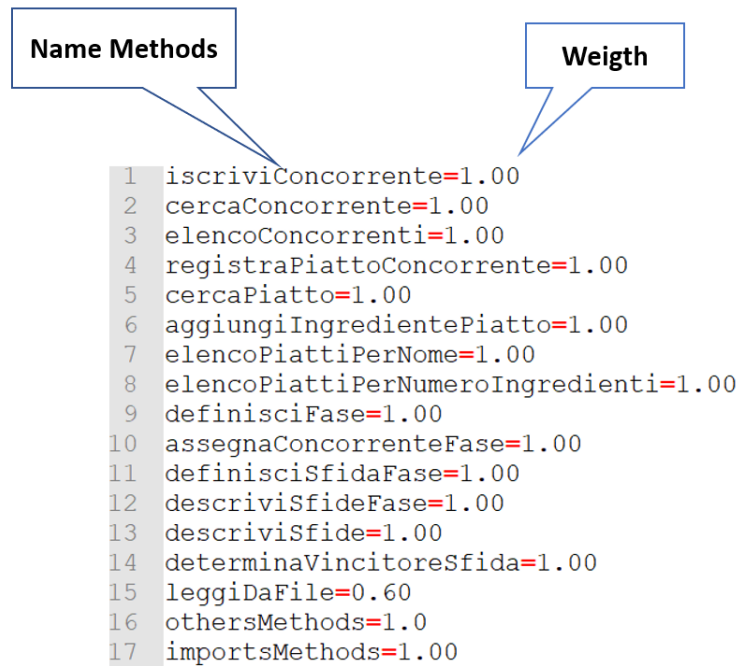 Name Methods
Weigth
1 iscriviConcorrente=1.00
2 cercaConcorrente=1.00
3 elencoConcorrenti=1.00
4 registraPiattoConcorrente=1.00
5 cercaPiatto=1.00
6 aggiungiIngredientePiatto=1.00
7 elencoPiattiPerNome=1.00
8 elencoPiattiPerNumeroIngredienti=1.00
9 definisciFase=1.00
10 assegnaConcorrenteFase=1.00
11 definisciSfidaFase=1.00
12 descriviSfideFase=1.00
13 descriviSfide=1.00
14 determinaVincitoreSfida=1.00
15 leggiDaFile=0.60
16 othersMethods=1.0
17 importsMethods=1.00